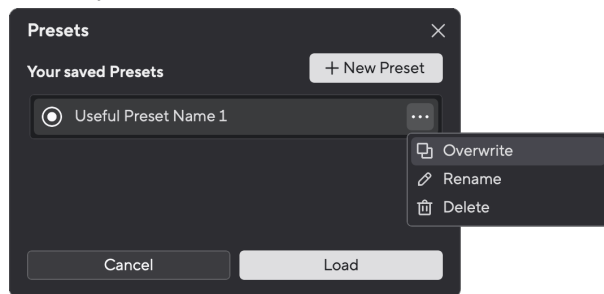 Presets
Your saved Presets
+ New Preset
Useful Preset Name 1
Overwrite
Rename
Delete
Cancel
Load